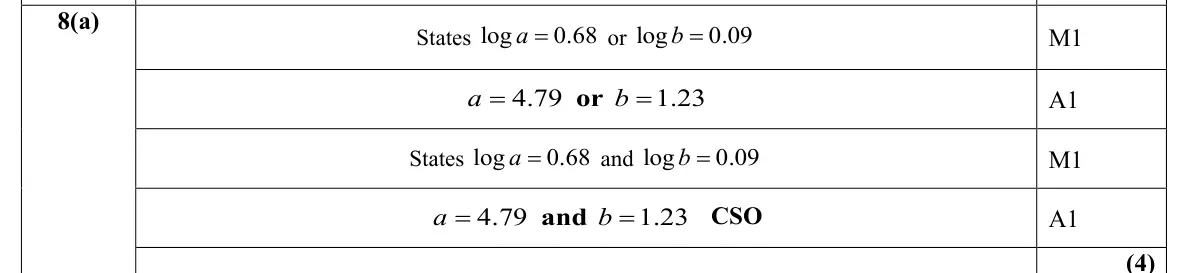 8(a)
States log a = 0.68 or log b = 0.09
M1
a = 4.79 or b = 1.23
A1
States log a = 0.68 and log b = 0.09
M1
a = 4.79 and b = 1.23 CSO
A1
(4)